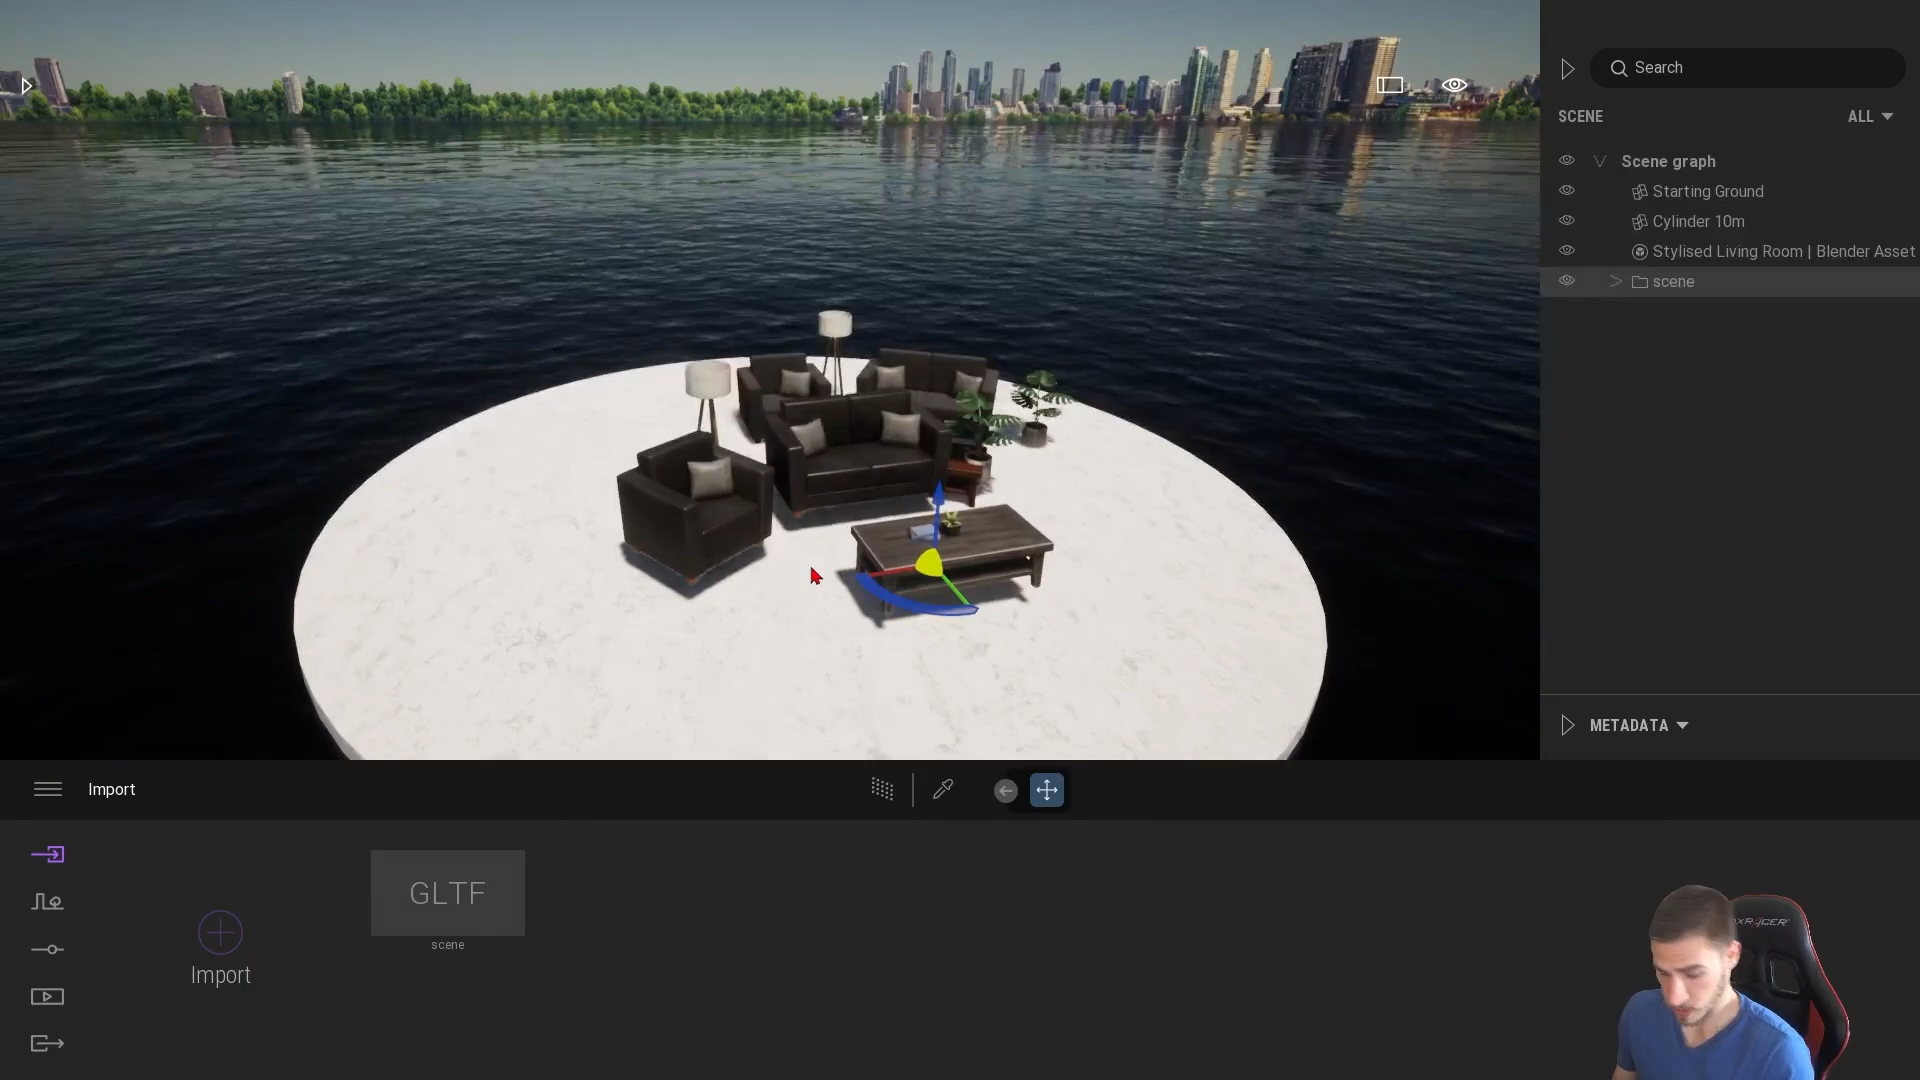 Search
SCENE
ALL
Scene graph
Starting Ground
Cylinder 10m
Stylised Living Room | Blender Asset
scene
METADATA
Import
GLTF
scene
Import